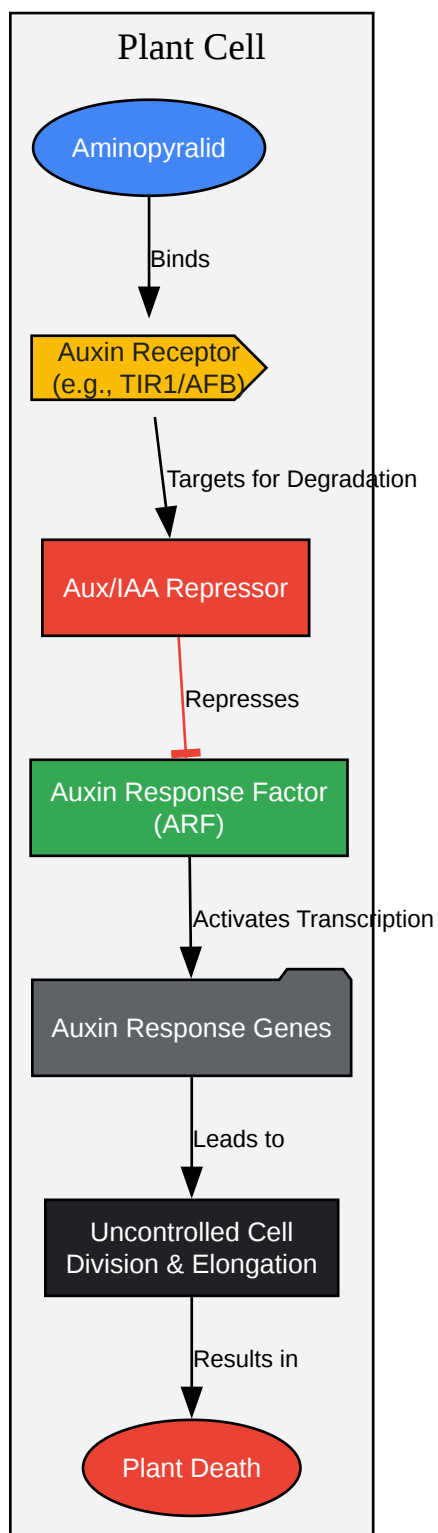 Plant Cell
Aminopyralid
Binds
Auxin Receptor
(e.g., TIR1/AFB)
Targets for Degradation
Aux/IAA Repressor
Represses
Auxin Response Factor
(ARF)
Activates Transcription
Auxin Response Genes
Leads to
Uncontrolled Cell
Division & Elongation
Results in
Plant Death